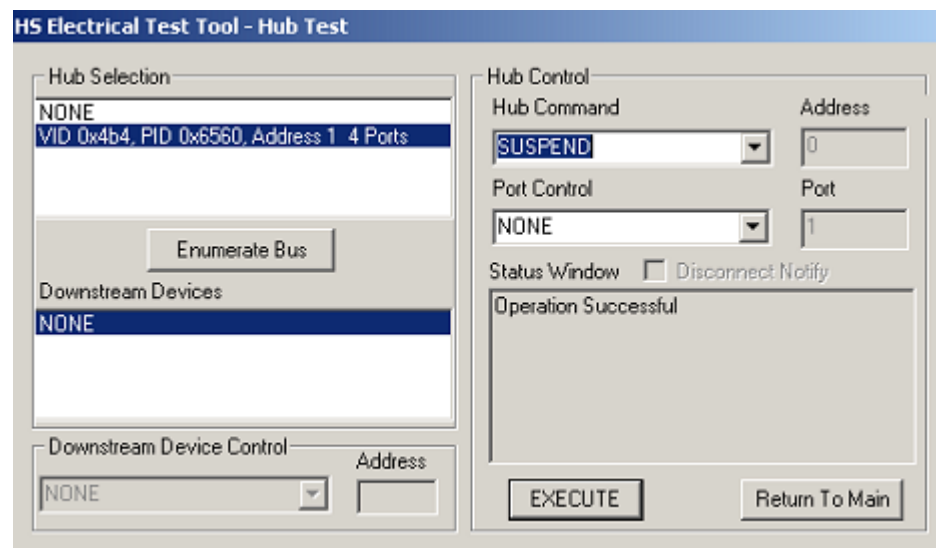 HS Electrical Test Tool - Hub Test
Hub Selection
NONE
VID 0x4b4, PID 0x6560, Address 1 4 Ports
Enumerate Bus
Downstream Devices
NONE
Downstream Device Control
Address
NONE
Hub Control
Hub Command
Address
SUSPEND
0
Port Control
Port
NONE
1
Status Window
Disconnect Notify
Operation Successful
EXECUTE
Return To Main